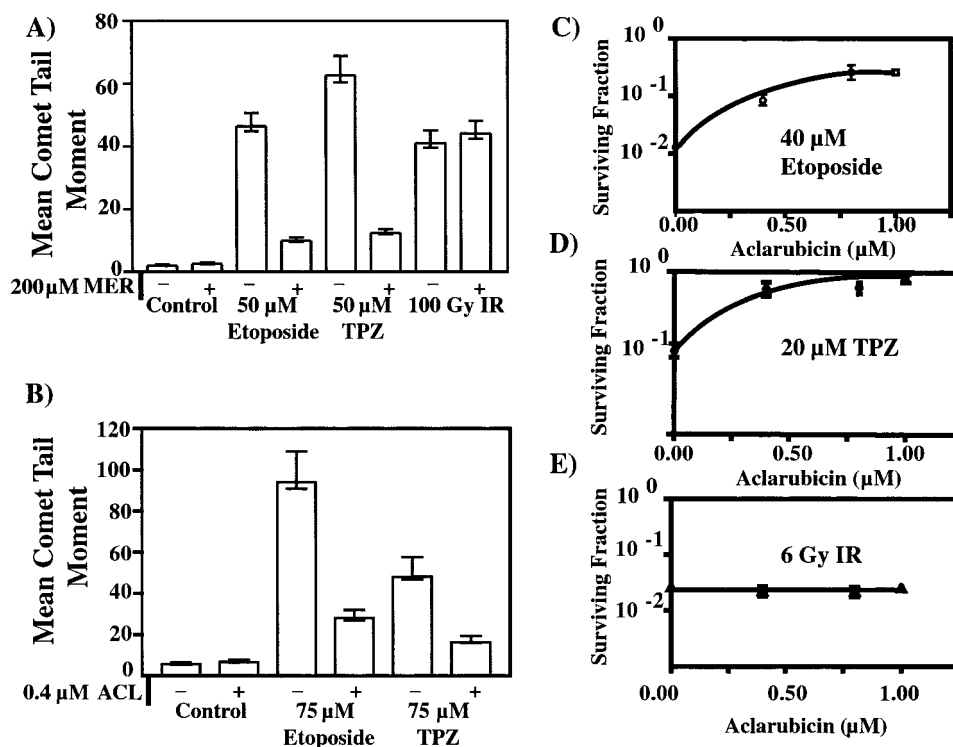 A)
Mean Comet Tail
Moment
80
60
40
20
0
200 µM MER
– + – + – + – +
Control 50 µM 50 µM 100 Gy IR
Etoposide TPZ
B)
Mean Comet Tail
Moment
120
100
80
60
40
20
0
0.4 µM ACL
– + – + – +
Control 75 µM 75 µM
Etoposide TPZ
C)
Surviving Fraction
10 0
10 -1
10 -2
40 µM
Etoposide
0.00 0.50 1.00
Aclarubicin (µM)
D)
Surviving Fraction
10 0
10 -1
20 µM TPZ
0.00 0.50 1.00
Aclarubicin (µM)
E)
Surviving Fraction
10 0
10 -1
10 -2
6 Gy IR
0.00 0.50 1.00
Aclarubicin (µM)